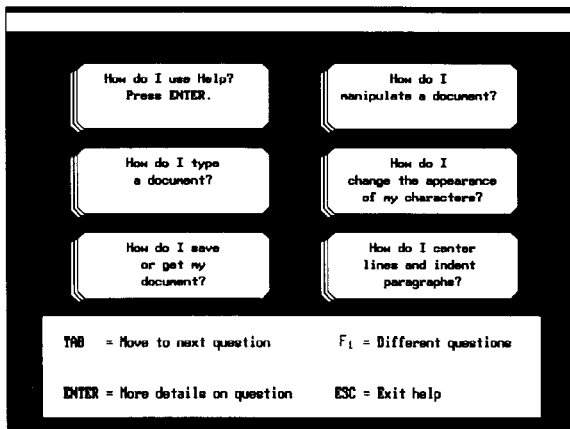 How do I use Help?
Press ENTER.
How do I
manipulate a document?
How do I type
a document?
How do I
change the appearance
of my characters?
How do I save
or get my
document?
How do I center
lines and indent
paragraphs?
TAB = Move to next question
F1 = Different questions
ENTER = More details on question
ESC = Exit help